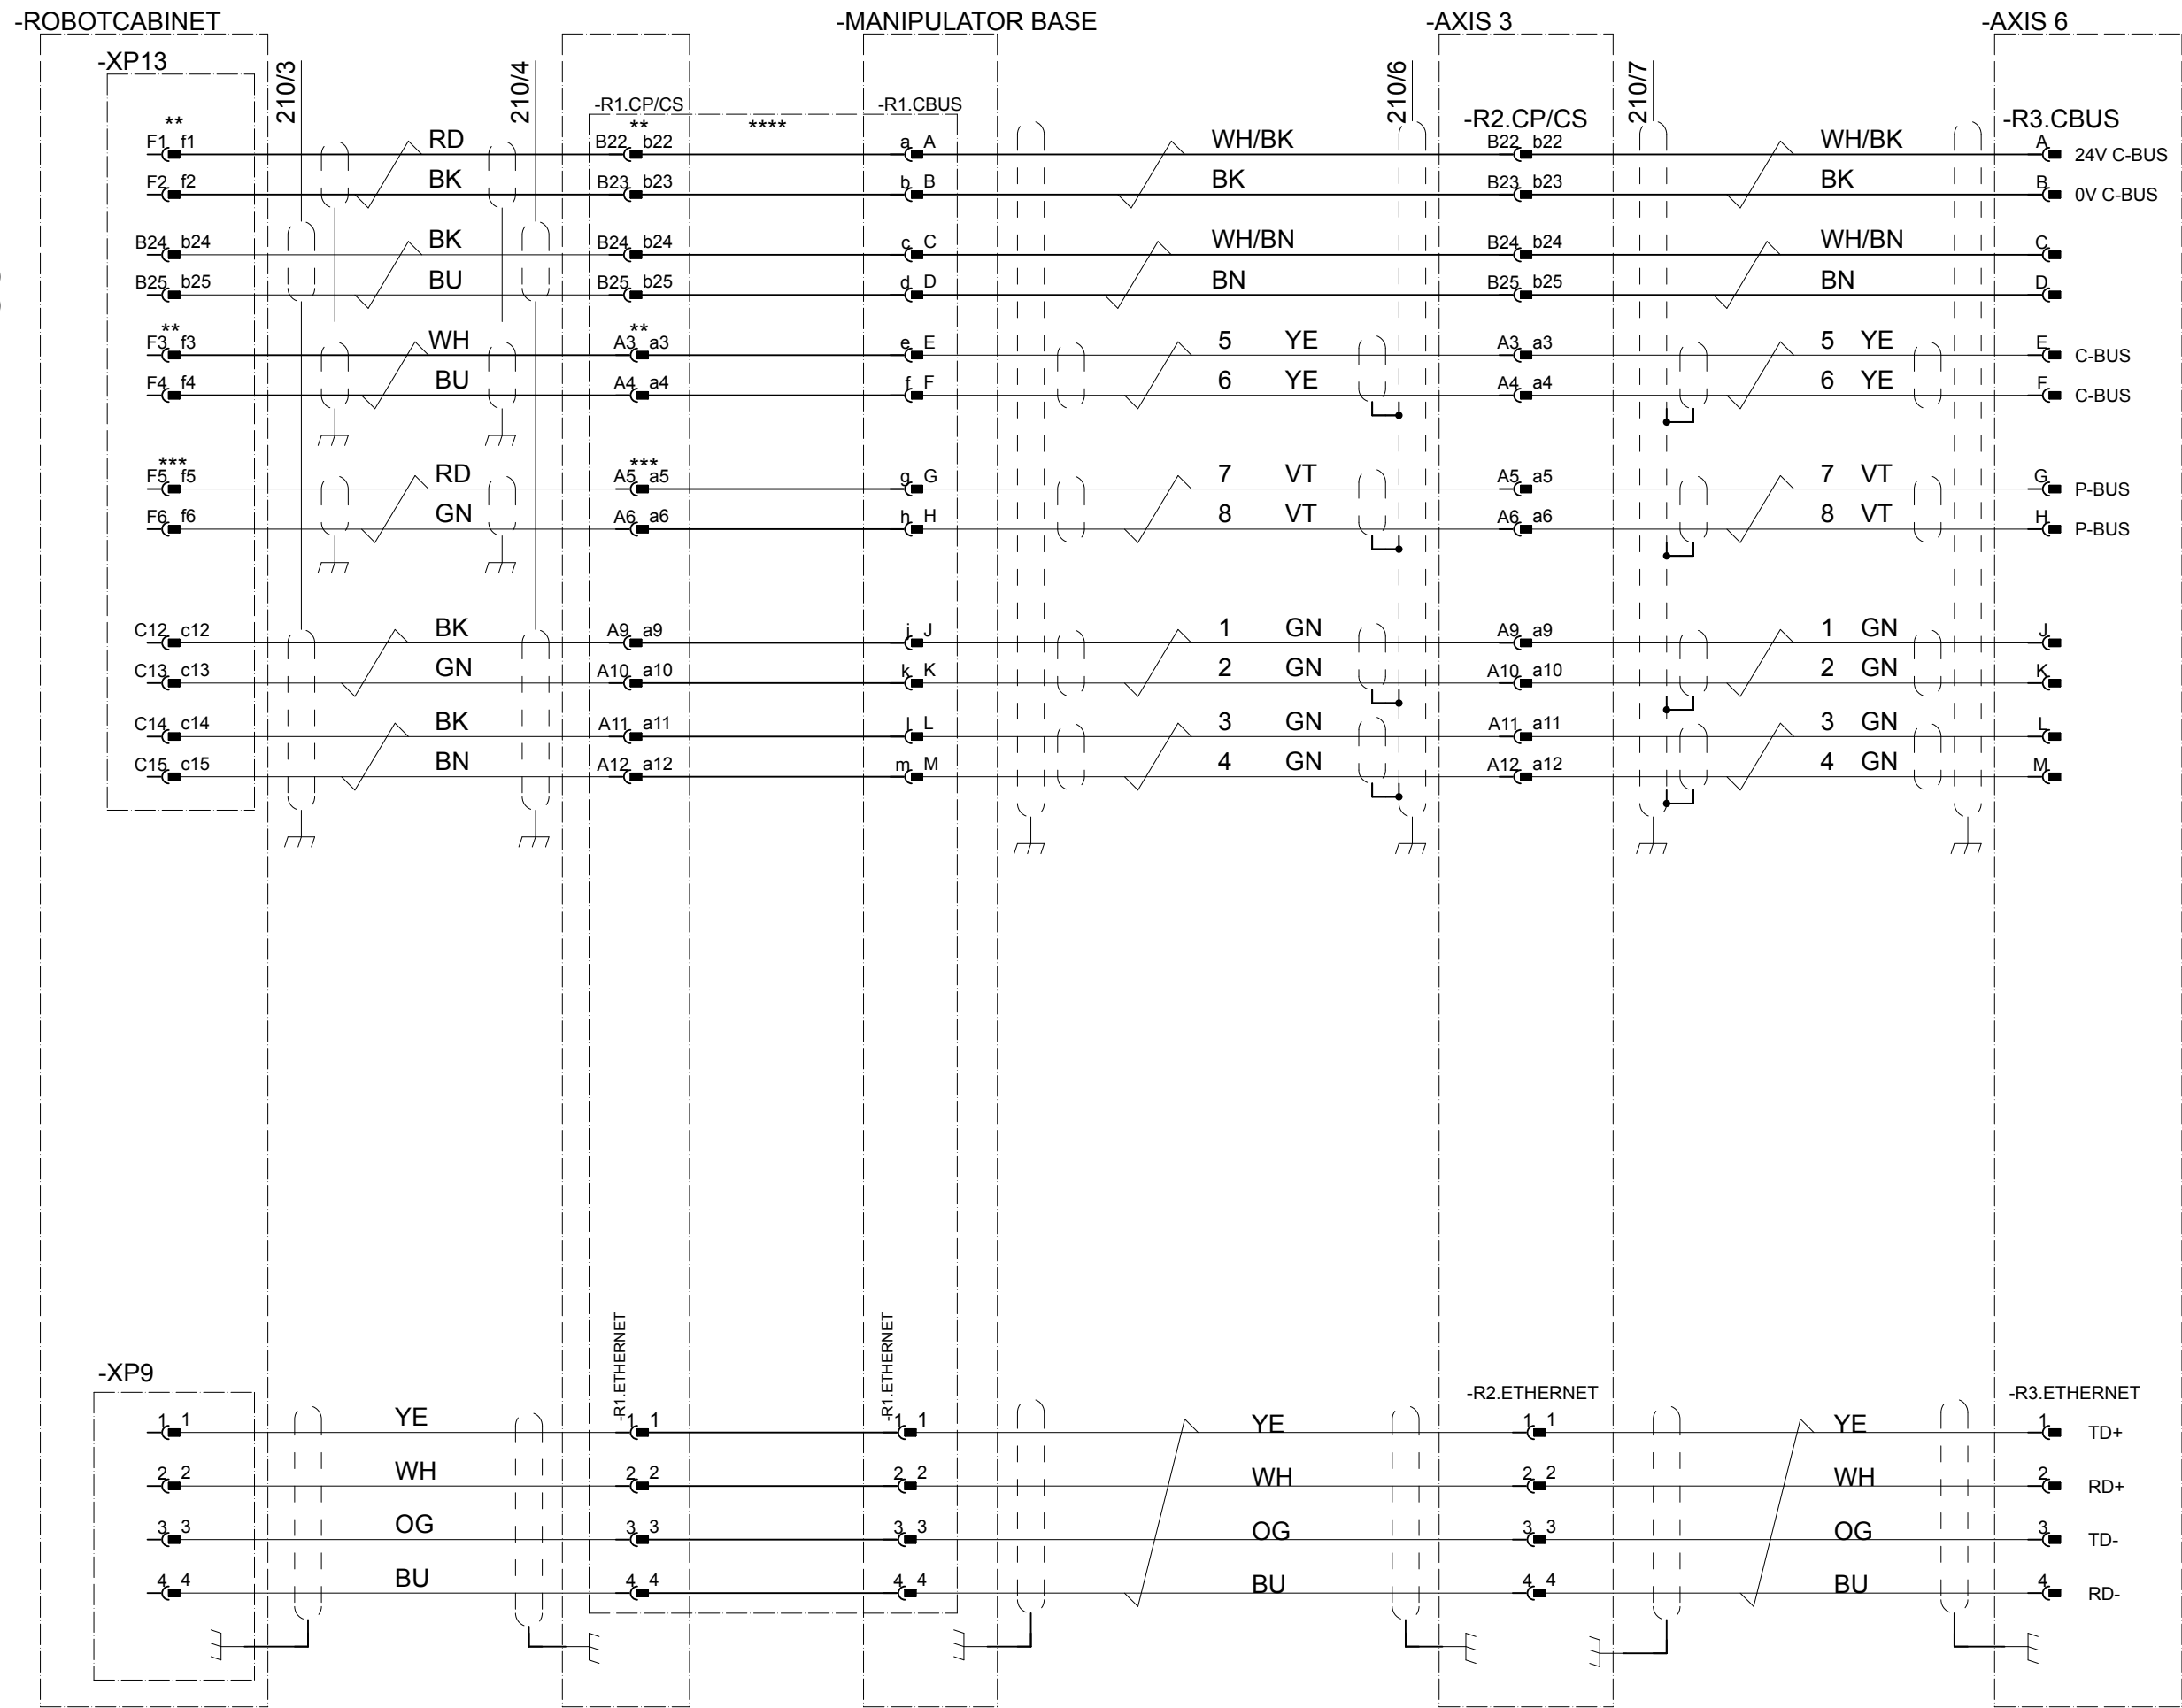 -ROBOTCABINET -MANIPULATOR BASE -AXIS 3 -AXIS 6
-XP13 210/3 210/4 210/6 210/7
-R1.CP/CS -R1.CBUS -R2.CP/CS -R3.CBUS
** ** ****
F1 f1 RD B22 b22 a A WH/BK B22 b22 WH/BK A 24V C-BUS
F2 f2 BK B23 b23 b B BK B23 b23 BK B 0V C-BUS
B24 b24 BK B24 b24 c C WH/BN B24 b24 WH/BN C
B25 b25 BU B25 b25 d D BN B25 b25 BN D
** **
F3 f3 WH A3 a3 e E 5 YE A3 a3 5 YE E C-BUS
F4 f4 BU A4 a4 f F 6 YE A4 a4 6 YE F C-BUS
*** ***
F5 f5 RD A5 a5 g G 7 VT A5 a5 7 VT G P-BUS
F6 f6 GN A6 a6 h H 8 VT A6 a6 8 VT H P-BUS
C12 c12 BK A9 a9 j J 1 GN A9 a9 1 GN J
C13 c13 GN A10 a10 k K 2 GN A10 a10 2 GN K
C14 c14 BK A11 a11 l L 3 GN A11 a11 3 GN L
C15 c15 BN A12 a12 m M 4 GN A12 a12 4 GN M
-XP9 -R1.ETHERNET -R1.ETHERNET -R2.ETHERNET -R3.ETHERNET
1 1 YE 1 1 1 1 YE 1 1 YE 1 TD+
2 2 WH 2 2 2 2 WH 2 2 WH 2 RD+
3 3 OG 3 3 3 3 OG 3 3 OG 3 TD-
4 4 BU 4 4 4 4 BU 4 4 BU 4 RD-